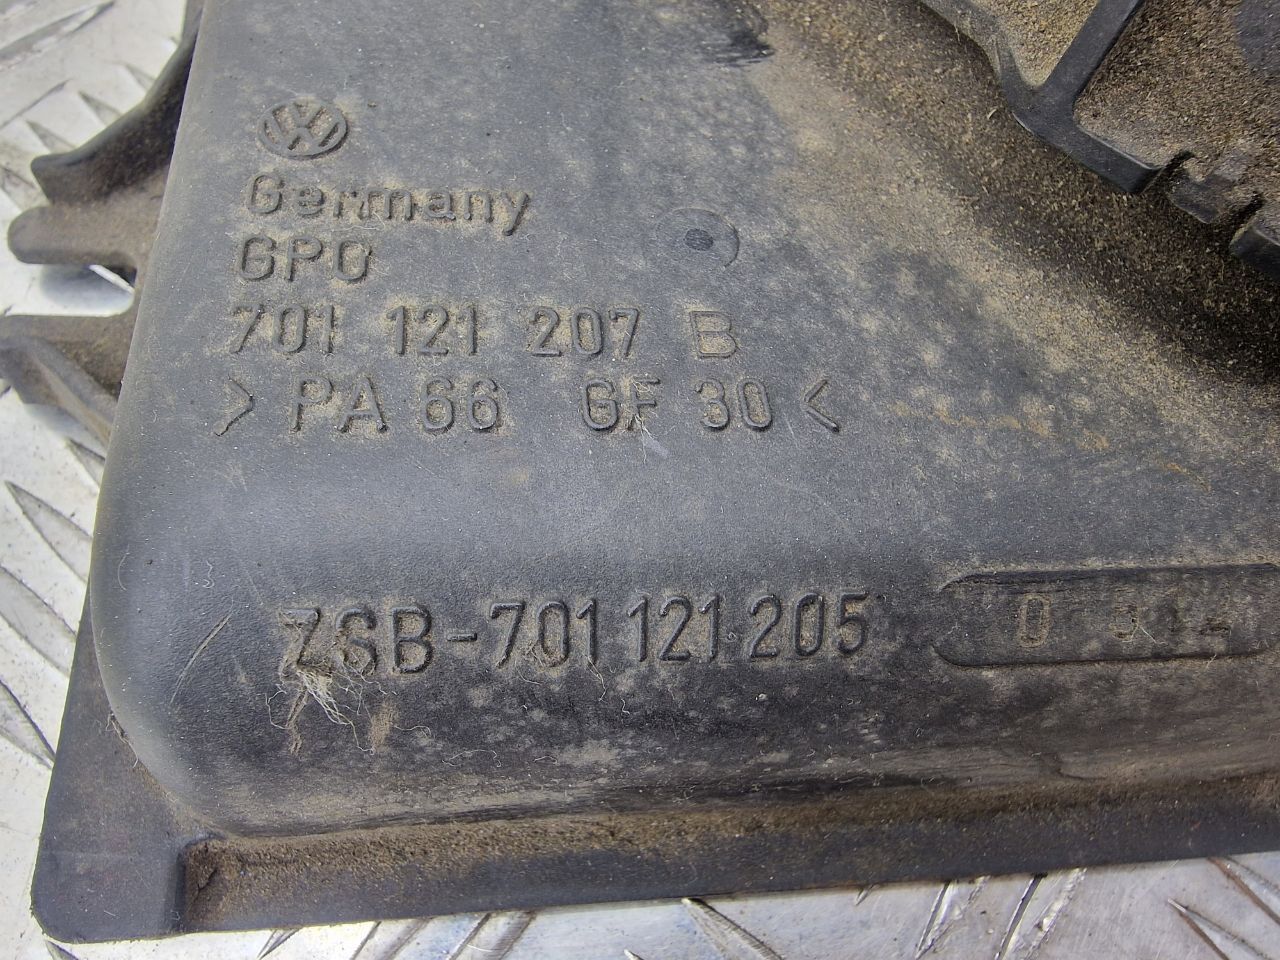 Germany
GPO
701 121 207 B
> PA 66 GF 30 <
ZSB-701 121 205